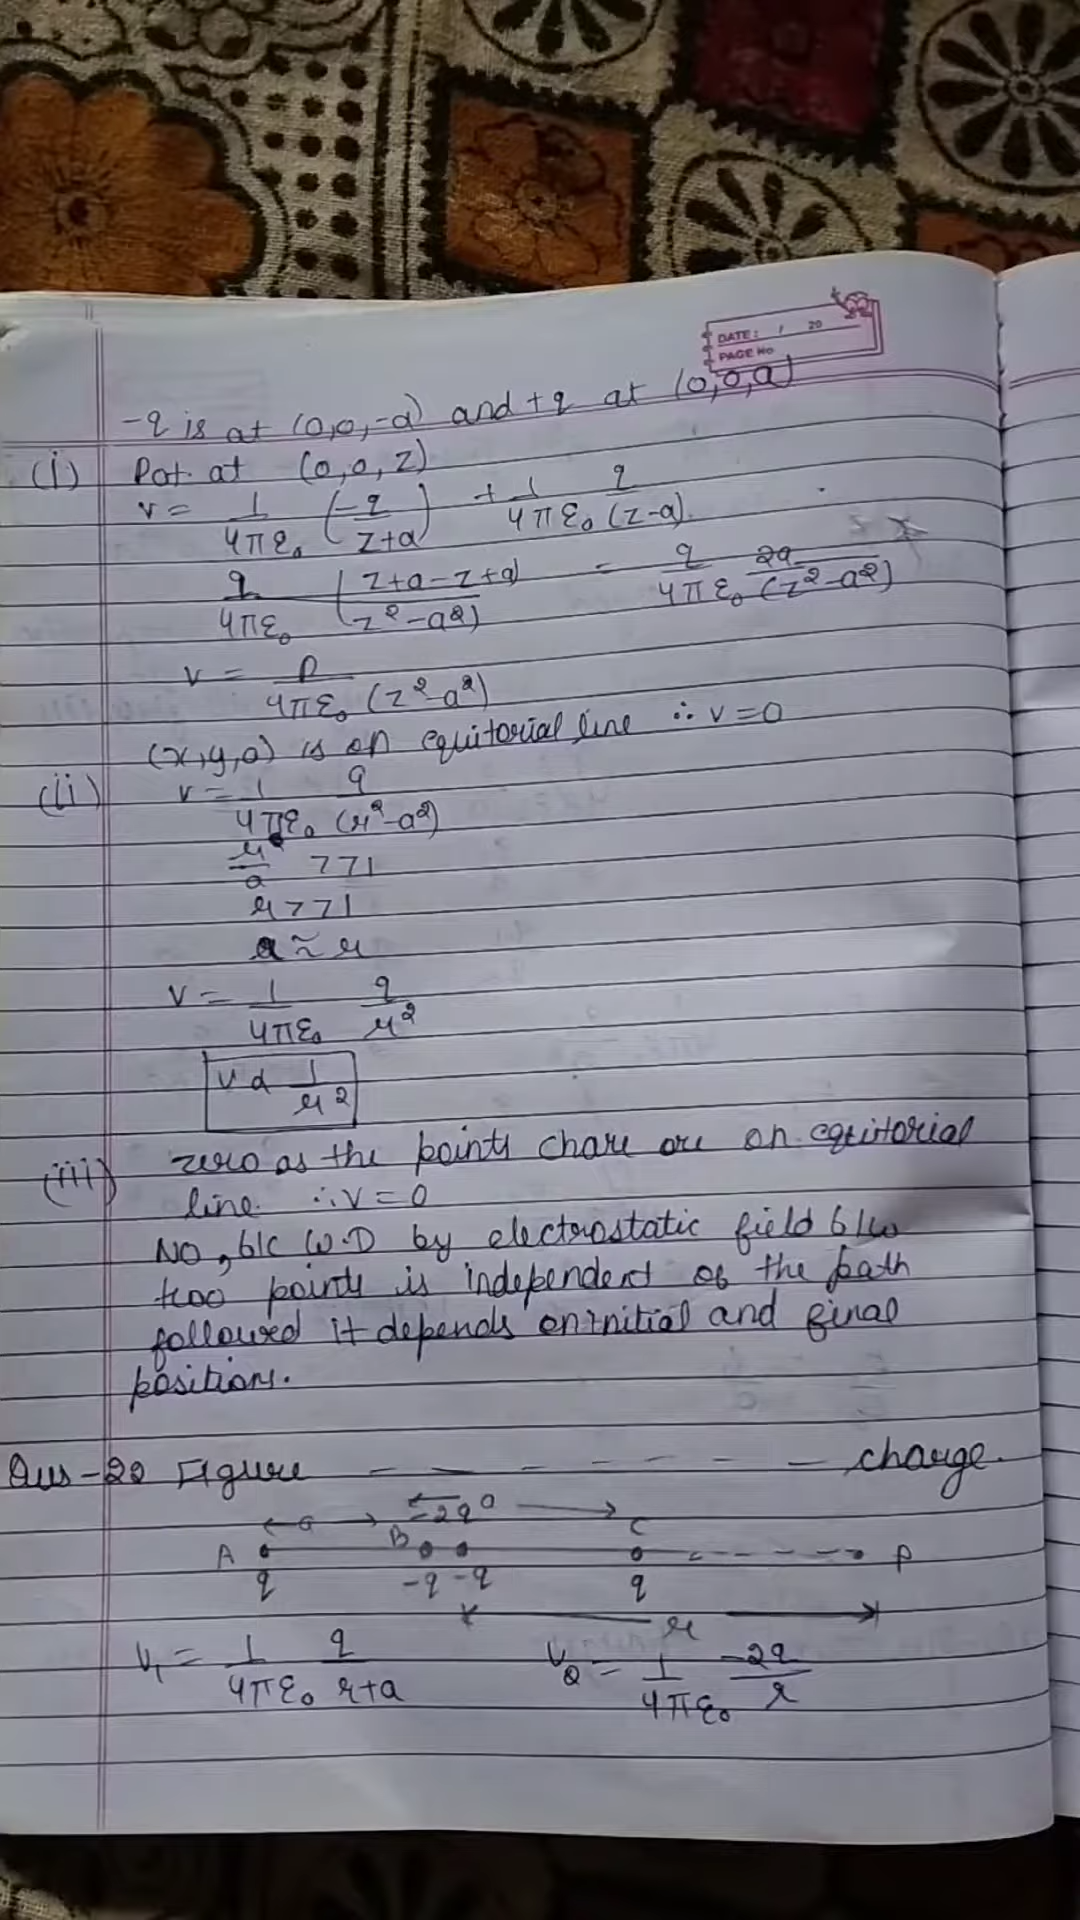 DATE: / 20
PAGE NO
-q is at (0,0,-a) and +q at (0,0,a)
(i) Pot. at (0,0,z)
v = 1/4πε₀ (-q/z+a) + 1/4πε₀ q/(z-a)
q/4πε₀ (z+a-z+a/z²-a²) = q/4πε₀ 2a/(z²-a²)
v = p/4πε₀ (z²-a²)
(x,y,0) is on equitorial line ∴ v=0
(ii) v = 1/4πε₀ q/(r²-a²)
r/a >>1
r>>1
a ≈ r
V = 1/4πε₀ q/r²
v α 1/r²
(iii) zero as the points are on equitorial
line. ∴ v = 0
No, b/c W.D by electrostatic field b/w
two points is independent of the path
followed it depends on initial and final
positions.
Ques-22 Figure — — — — — — — charge.
a -2q
A B C P
q -q -q q
r
V₁ = 1/4πε₀ q/r+a V₂ = 1/4πε₀ -2q/r